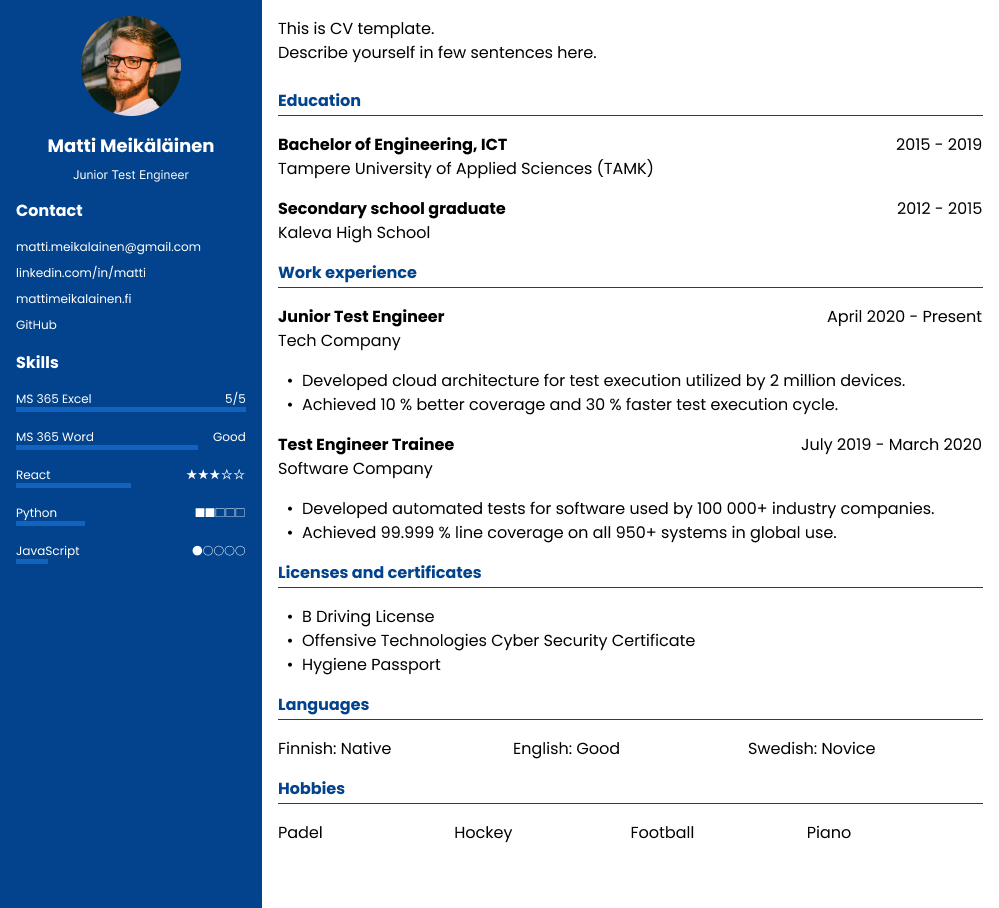 Matti Meikäläinen
Junior Test Engineer
Contact
matti.meikalainen@gmail.com
linkedin.com/in/matti
mattimeikalainen.fi
GitHub
Skills
MS 365 Excel 5/5
MS 365 Word Good
React ★★★☆☆
Python ■■□□□
JavaScript ●○○○○
This is CV template.
Describe yourself in few sentences here.
Education
Bachelor of Engineering, ICT 2015 - 2019
Tampere University of Applied Sciences (TAMK)
Secondary school graduate 2012 - 2015
Kaleva High School
Work experience
Junior Test Engineer April 2020 - Present
Tech Company
• Developed cloud architecture for test execution utilized by 2 million devices.
• Achieved 10 % better coverage and 30 % faster test execution cycle.
Test Engineer Trainee July 2019 - March 2020
Software Company
• Developed automated tests for software used by 100 000+ industry companies.
• Achieved 99.999 % line coverage on all 950+ systems in global use.
Licenses and certificates
• B Driving License
• Offensive Technologies Cyber Security Certificate
• Hygiene Passport
Languages
Finnish: Native English: Good Swedish: Novice
Hobbies
Padel Hockey Football Piano